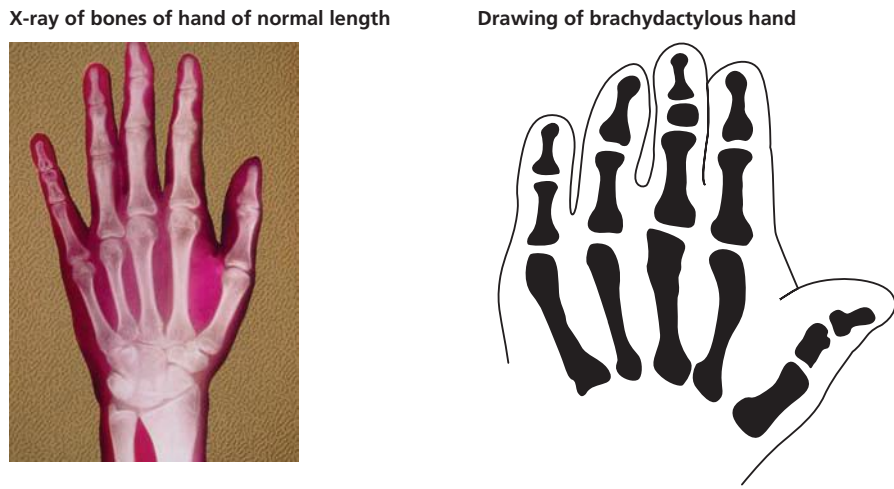 X-ray of bones of hand of normal length
Drawing of brachydactylous hand